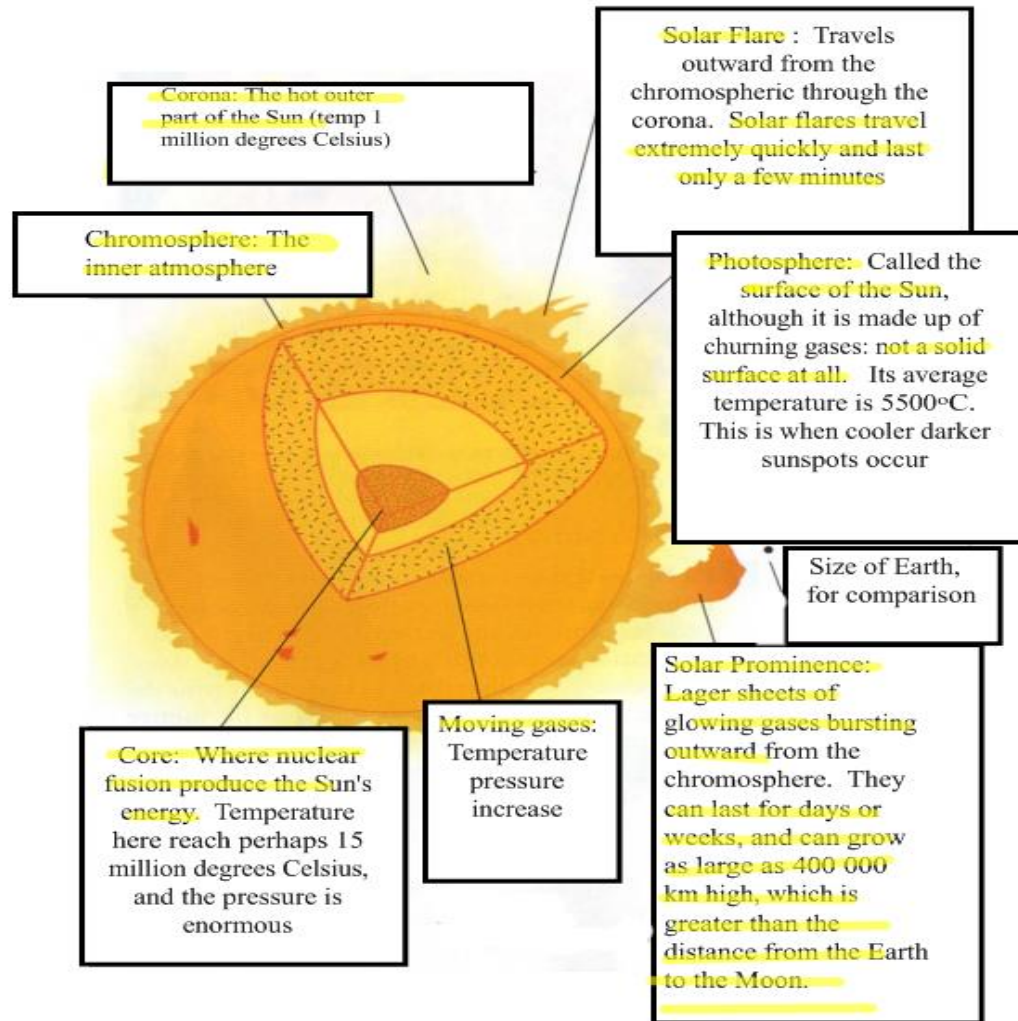 Solar Flare : Travels
outward from the
chromospheric through the
corona. Solar flares travel
extremely quickly and last
only a few minutes
Corona: The hot outer
part of the Sun (temp 1
million degrees Celsius)
Chromosphere: The
inner atmosphere
Photosphere: Called the
surface of the Sun,
although it is made up of
churning gases: not a solid
surface at all. Its average
temperature is 5500°C.
This is when cooler darker
sunspots occur
Size of Earth,
for comparison
Solar Prominence:
Lager sheets of
glowing gases bursting
outward from the
chromosphere. They
can last for days or
weeks, and can grow
as large as 400 000
km high, which is
greater than the
distance from the Earth
to the Moon.
Moving gases:
Temperature
pressure
increase
Core: Where nuclear
fusion produce the Sun's
energy. Temperature
here reach perhaps 15
million degrees Celsius,
and the pressure is
enormous